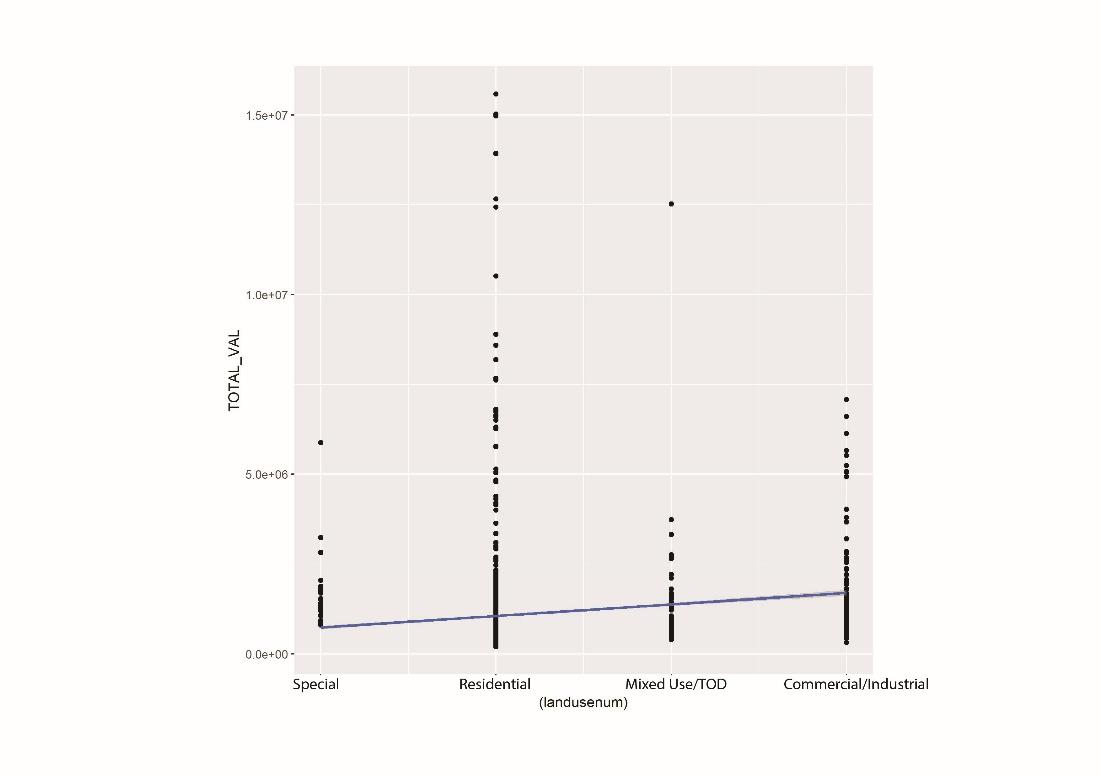 1.5e+07
1.0e+07
5.0e+06
0.0e+00
TOTAL_VAL
Special Residential Mixed Use/TOD Commercial/Industrial
(landusenum)